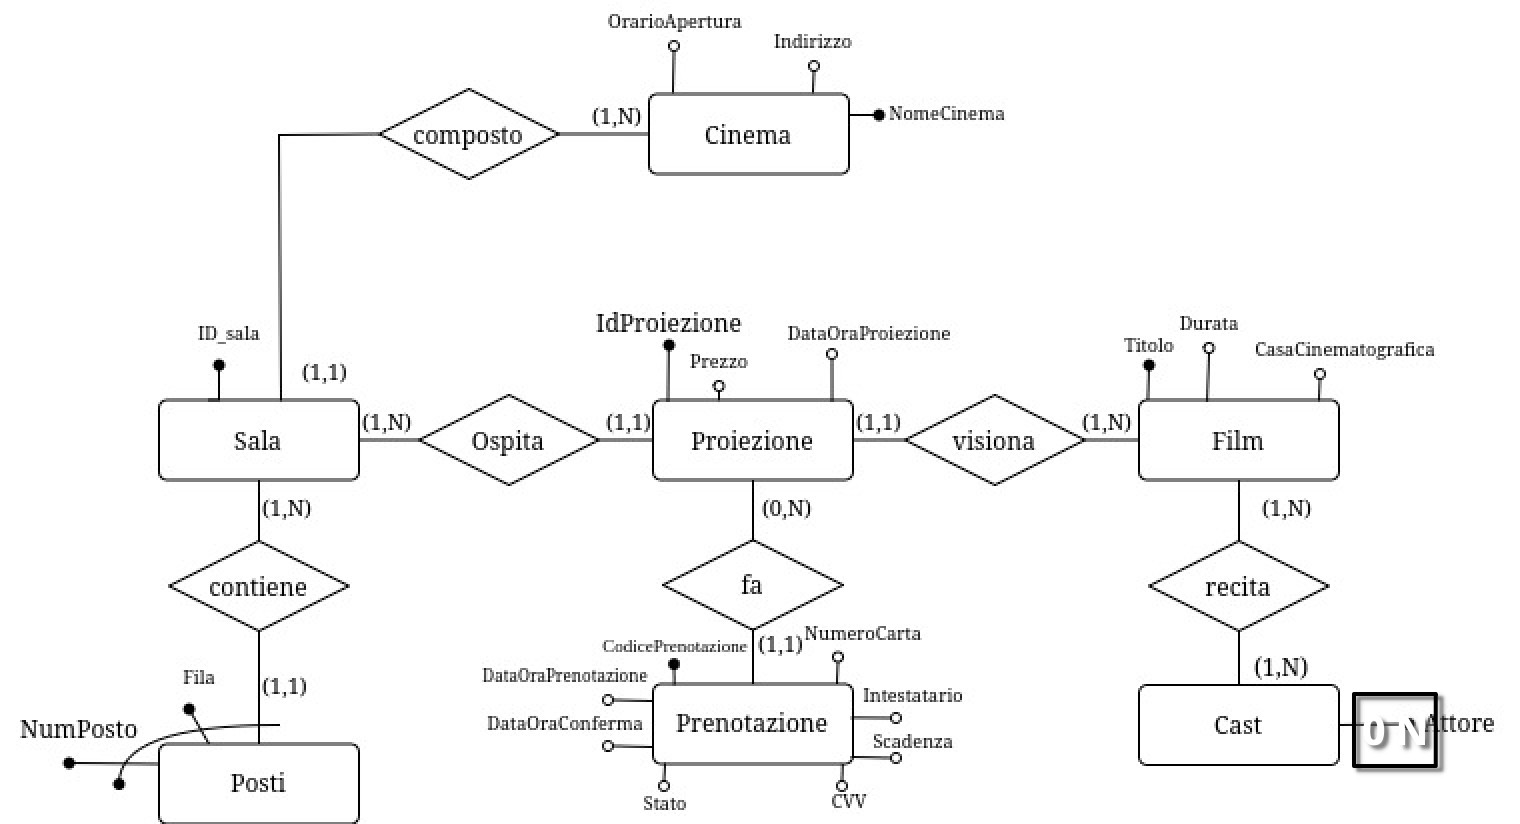 OrarioApertura
Indirizzo
composto
(1,N)
Cinema
NomeCinema
ID_sala
(1,1)
IdProiezione
Prezzo
DataOraProiezione
Titolo
Durata
CasaCinematografica
Sala
(1,N)
Ospita
(1,1)
Proiezione
(1,1)
visiona
(1,N)
Film
(1,N)
(0,N)
(1,N)
contiene
fa
recita
Fila
(1,1)
CodicePrenotazione
(1,1)
NumeroCarta
(1,N)
DataOraPrenotazione
Intestatario
NumPosto
DataOraConferma
Prenotazione
Scadenza
Cast
0 N
Attore
Posti
Stato
CVV